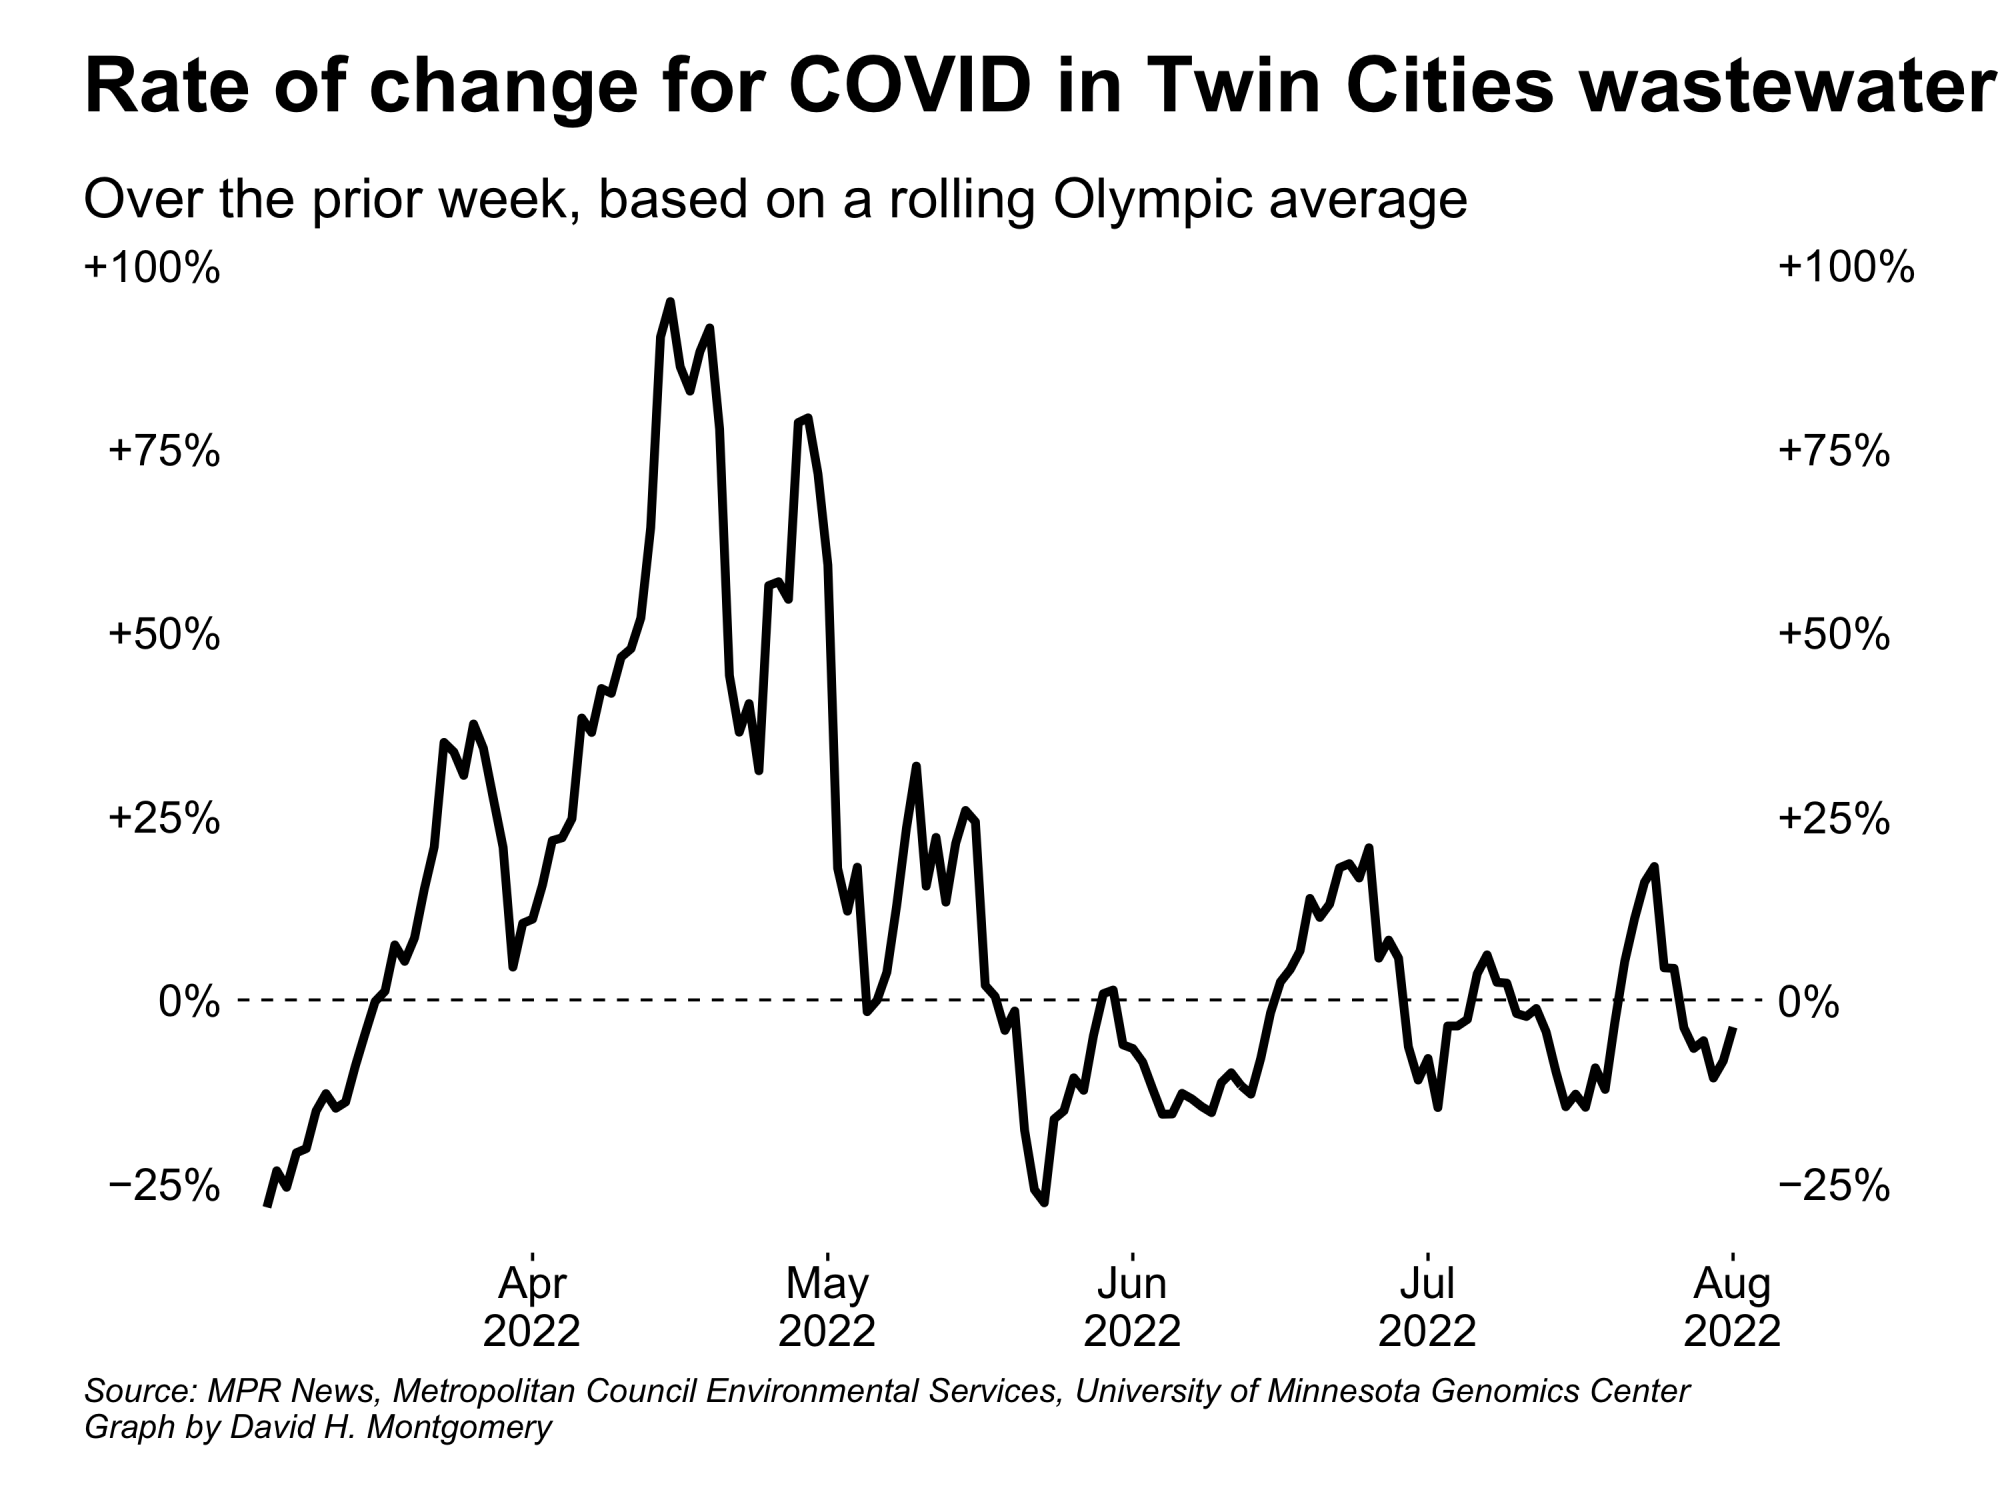 Rate of change for COVID in Twin Cities wastewater
Over the prior week, based on a rolling Olympic average
+100% +100%
+75% +75%
+50% +50%
+25% +25%
0% 0%
−25% −25%
Apr May Jun Jul Aug
2022 2022 2022 2022 2022
Source: MPR News, Metropolitan Council Environmental Services, University of Minnesota Genomics Center
Graph by David H. Montgomery